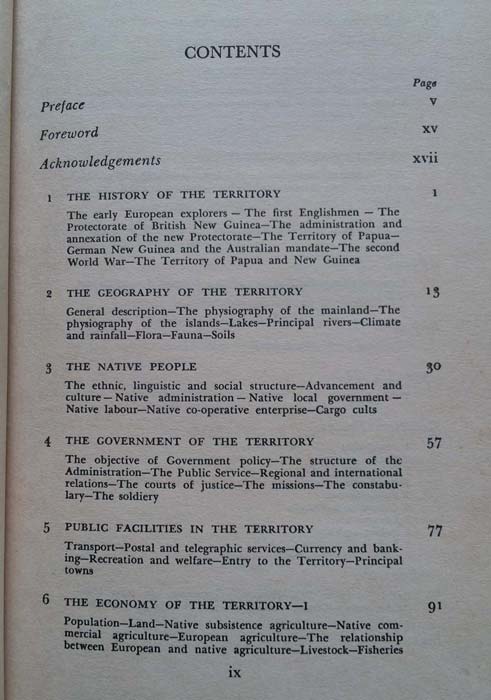 CONTENTS
Page
Preface v
Foreword xv
Acknowledgements xvii
1 THE HISTORY OF THE TERRITORY 1
The early European explorers — The first Englishmen — The
Protectorate of British New Guinea—The administration and
annexation of the new Protectorate—The Territory of Papua—
German New Guinea and the Australian mandate—The second
World War—The Territory of Papua and New Guinea
2 THE GEOGRAPHY OF THE TERRITORY 13
General description—The physiography of the mainland—The
physiography of the islands—Lakes—Principal rivers—Climate
and rainfall—Flora—Fauna—Soils
3 THE NATIVE PEOPLE 30
The ethnic, linguistic and social structure—Advancement and
culture — Native administration — Native local government —
Native labour—Native co-operative enterprise—Cargo cults
4 THE GOVERNMENT OF THE TERRITORY 57
The objective of Government policy—The structure of the
Administration—The Public Service—Regional and international
relations—The courts of justice—The missions—The constabu-
lary—The soldiery
5 PUBLIC FACILITIES IN THE TERRITORY 77
Transport—Postal and telegraphic services—Currency and bank-
ing—Recreation and welfare—Entry to the Territory—Principal
towns
6 THE ECONOMY OF THE TERRITORY—I 91
Population—Land—Native subsistence agriculture—Native com-
mercial agriculture—European agriculture—The relationship
between European and native agriculture—Livestock—Fisheries
ix